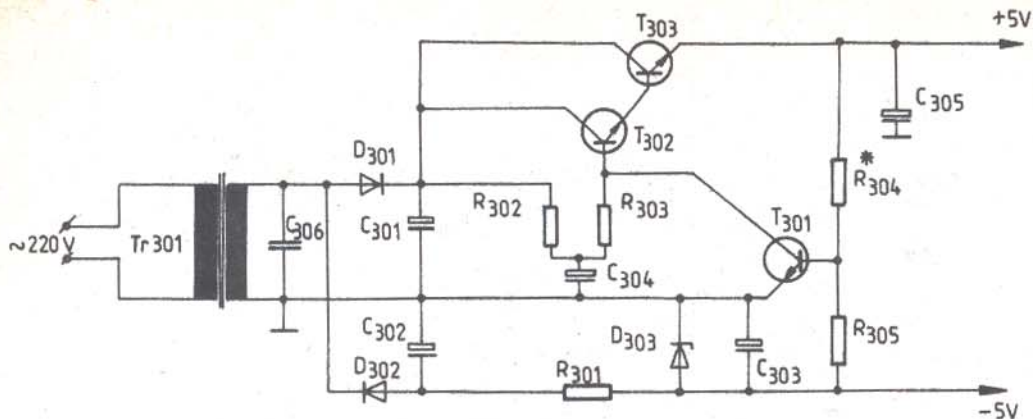 +5V
T303
C305
T302
D301
*
R304
R302
R303
T301
C301
C306
≈220V
Tr301
C304
C302
D303
R305
C303
D302
R301
-5V